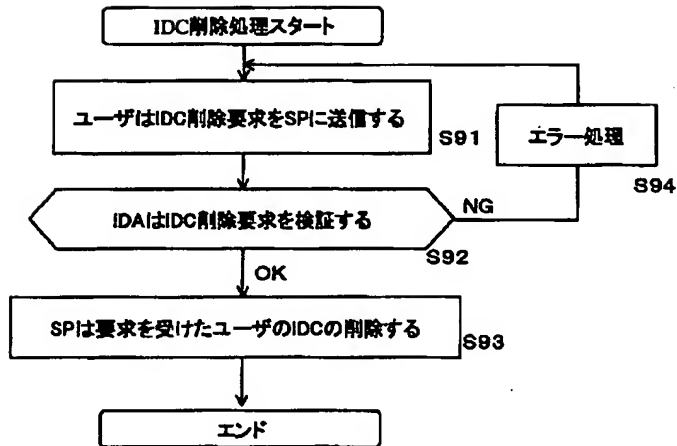 IDC削除処理スタート
ユーザはIDC削除要求をSPに送信する
S91
エラー処理
S94
IDAはIDC削除要求を検証する
NG
S92
OK
SPは要求を受けたユーザのIDCの削除する
S93
エンド